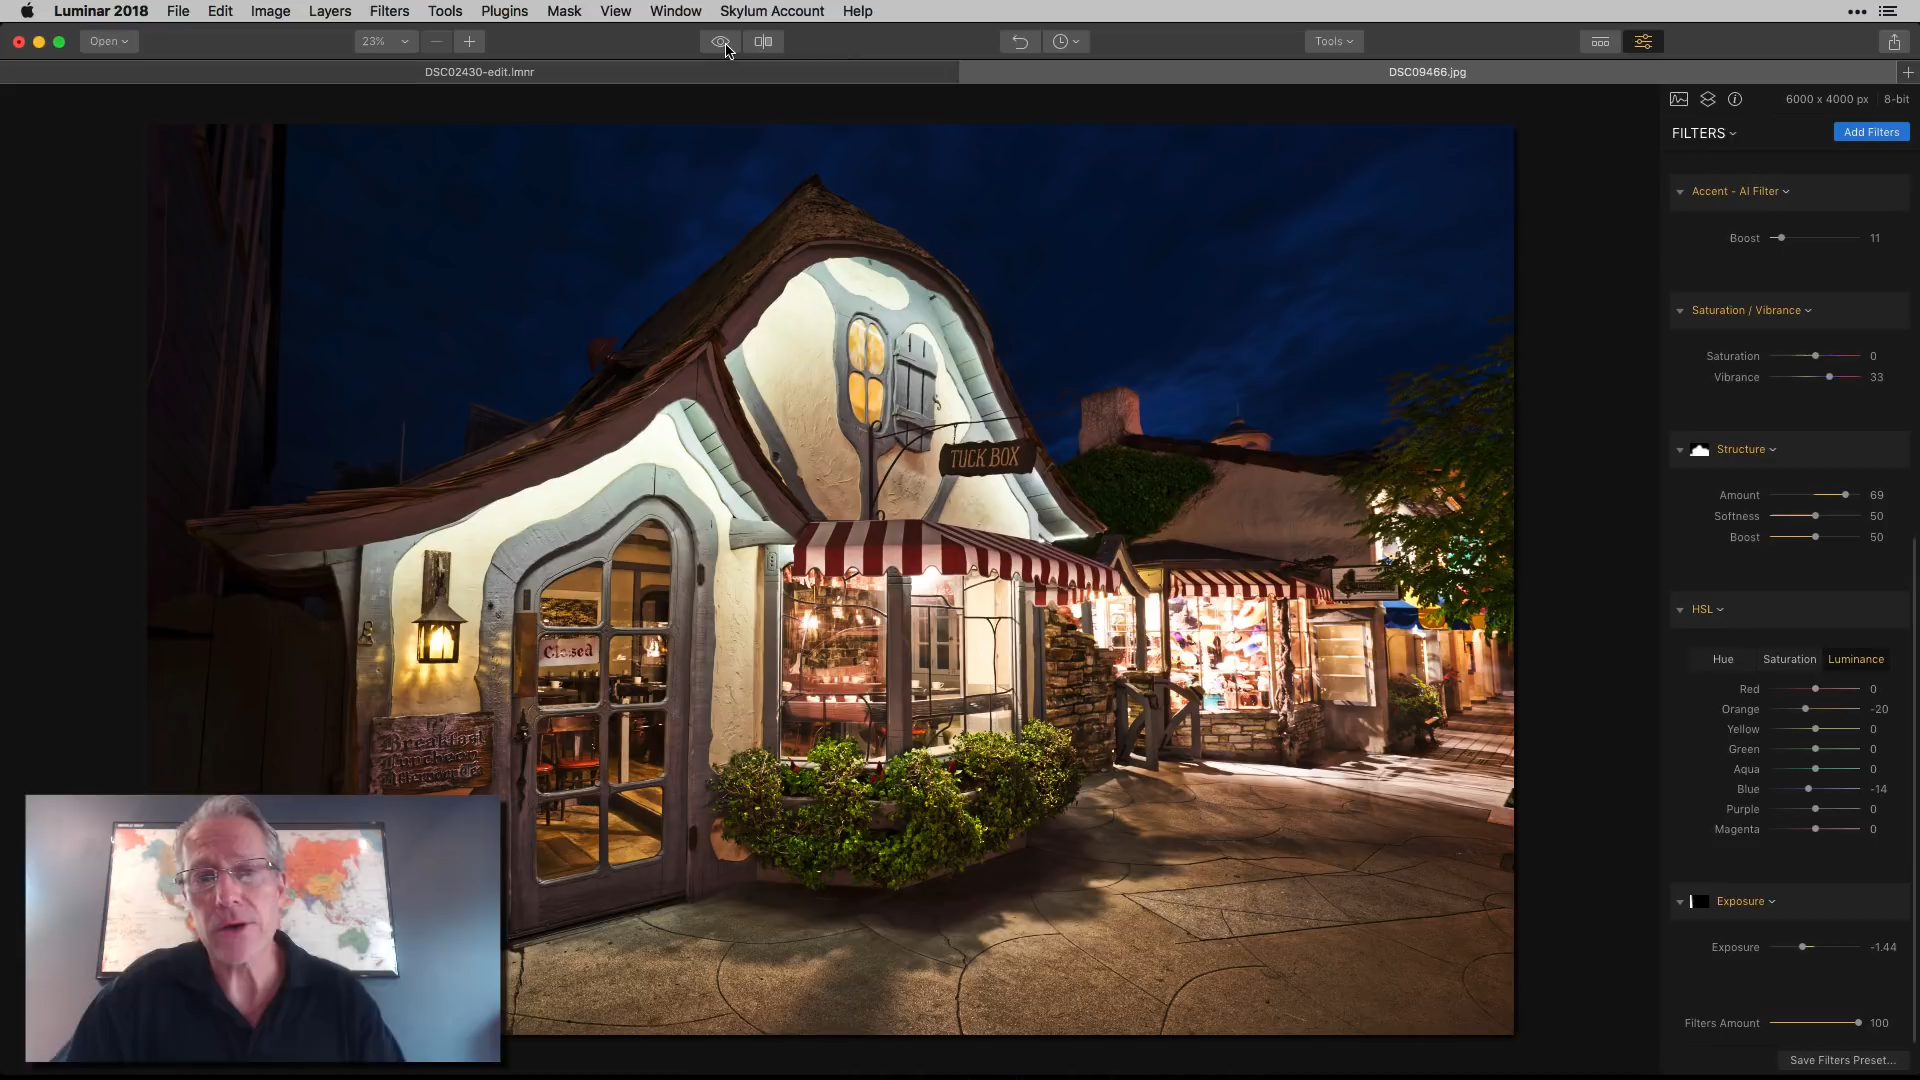 Luminar 2018 File Edit Image Layers Filters Tools Plugins Mask View Window Skylum Account Help
Open 23% Tools
DSC02430-edit.lmnr DSC09466.jpg
6000 x 4000 px 8-bit
FILTERS Add Filters
Accent - AI Filter
Boost 11
Saturation / Vibrance
Saturation 0
Vibrance 33
Structure
Amount 69
Softness 50
Boost 50
HSL
Hue Saturation Luminance
Red 0
Orange -20
Yellow 0
Green 0
Aqua 0
Blue -14
Purple 0
Magenta 0
Exposure
Exposure -1.44
Filters Amount 100
Save Filters Preset...
TUCK BOX
Closed
Breakfast
Luncheon